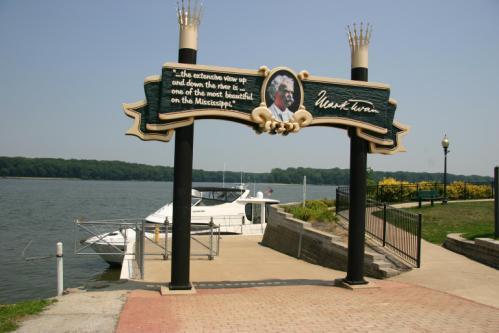 "...the extensive view up
and down the river is ...
one of the most beautiful
on the Mississippi."
Mark Twain